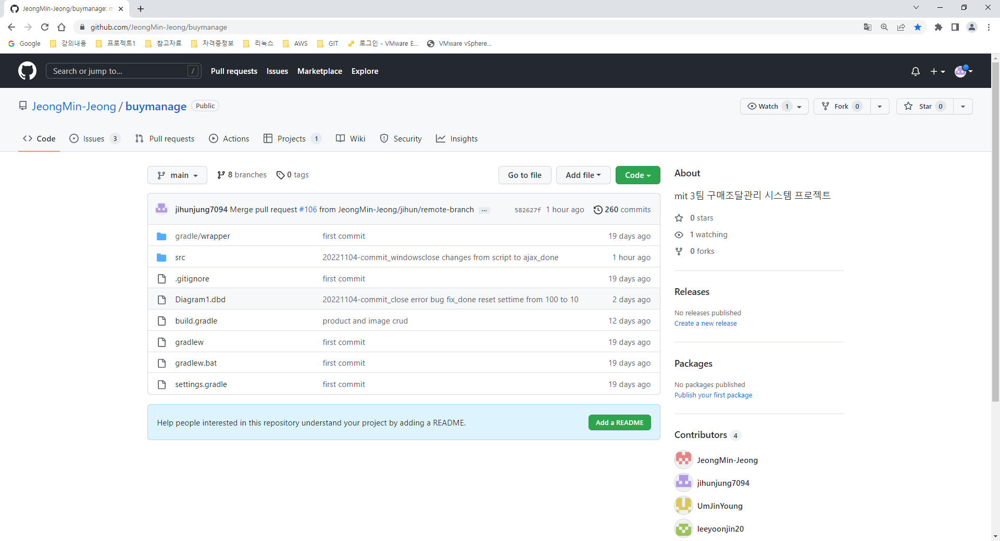 JeongMin-Jeong/buymanage: m
github.com/JeongMin-Jeong/buymanage
Google 강의내용 프로젝트1 참고자료 자격증정보 리눅스 AWS GIT 로그인 - VMware E... VMware vSphere...
Search or jump to... / Pull requests Issues Marketplace Explore
JeongMin-Jeong / buymanage Public Watch 1 Fork 0 Star 0
Code Issues 3 Pull requests Actions Projects 1 Wiki Security Insights
main 8 branches 0 tags Go to file Add file Code
jihunjung7094 Merge pull request #106 from JeongMin-Jeong/jihun/remote-branch ... 582627f 1 hour ago 260 commits
gradle/wrapper first commit 19 days ago
src 20221104-commit_windowsclose changes from script to ajax_done 1 hour ago
.gitignore first commit 19 days ago
Diagram1.dbd 20221104-commit_close error bug fix_done reset settime from 100 to 10 2 days ago
build.gradle product and image crud 12 days ago
gradlew first commit 19 days ago
gradlew.bat first commit 19 days ago
settings.gradle first commit 19 days ago
Help people interested in this repository understand your project by adding a README. Add a README
About
mit 3팀 구매조달관리 시스템 프로젝트
0 stars
1 watching
0 forks
Releases
No releases published
Create a new release
Packages
No packages published
Publish your first package
Contributors 4
JeongMin-Jeong
jihunjung7094
UmJinYoung
leeyoonjin20